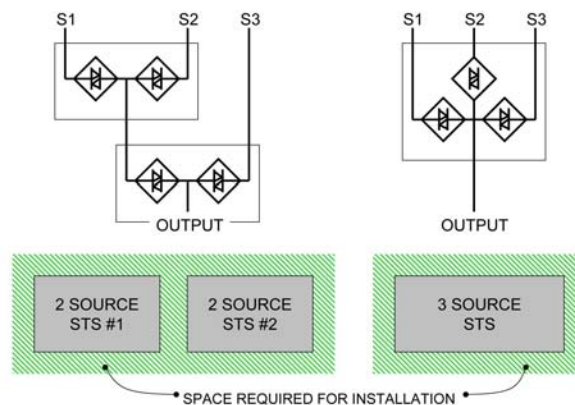 S1 S2 S3 S1 S2 S3
OUTPUT OUTPUT
2 SOURCE
STS #1
2 SOURCE
STS #2
3 SOURCE
STS
SPACE REQUIRED FOR INSTALLATION